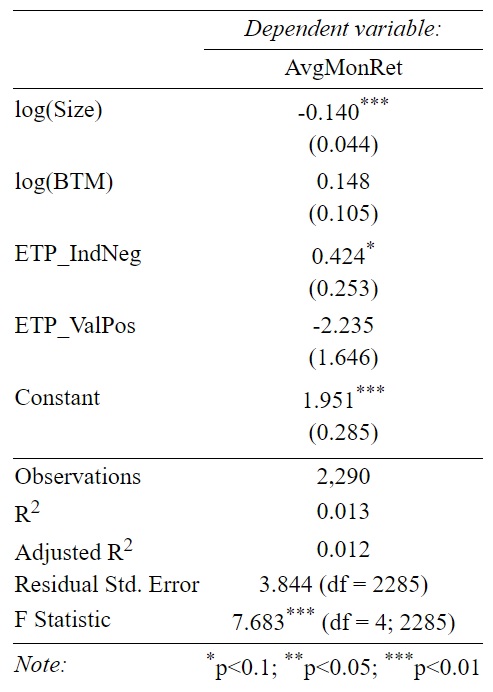 Dependent variable:
AvgMonRet
log(Size) -0.140***
(0.044)
log(BTM) 0.148
(0.105)
ETP_IndNeg 0.424*
(0.253)
ETP_ValPos -2.235
(1.646)
Constant 1.951***
(0.285)
Observations 2,290
R2 0.013
Adjusted R2 0.012
Residual Std. Error 3.844 (df = 2285)
F Statistic 7.683*** (df = 4; 2285)
Note: *p<0.1; **p<0.05; ***p<0.01